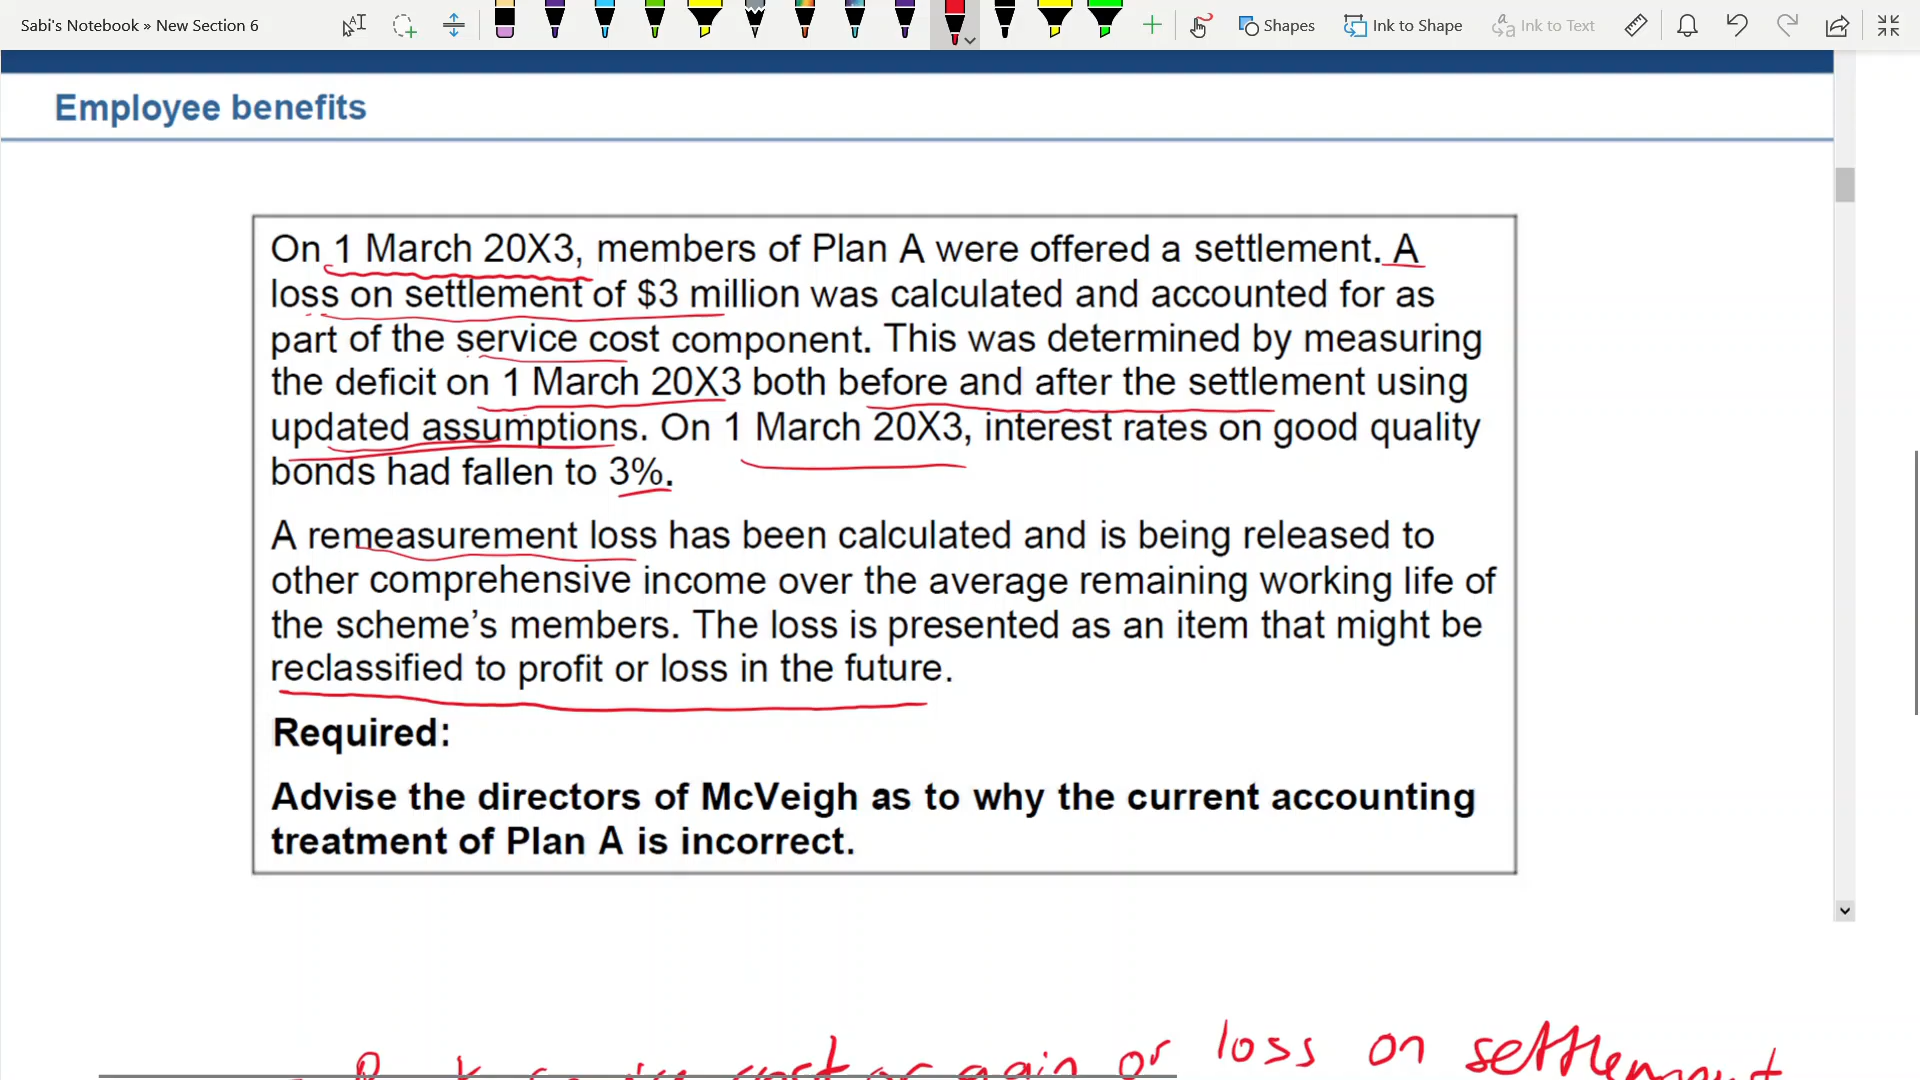 Sabi's Notebook » New Section 6
Shapes
Ink to Shape
Ink to Text
Employee benefits
On 1 March 20X3, members of Plan A were offered a settlement. A
loss on settlement of $3 million was calculated and accounted for as
part of the service cost component. This was determined by measuring
the deficit on 1 March 20X3 both before and after the settlement using
updated assumptions. On 1 March 20X3, interest rates on good quality
bonds had fallen to 3%.
A remeasurement loss has been calculated and is being released to
other comprehensive income over the average remaining working life of
the scheme’s members. The loss is presented as an item that might be
reclassified to profit or loss in the future.
Required:
Advise the directors of McVeigh as to why the current accounting
treatment of Plan A is incorrect.
cost or gain or loss on settlement